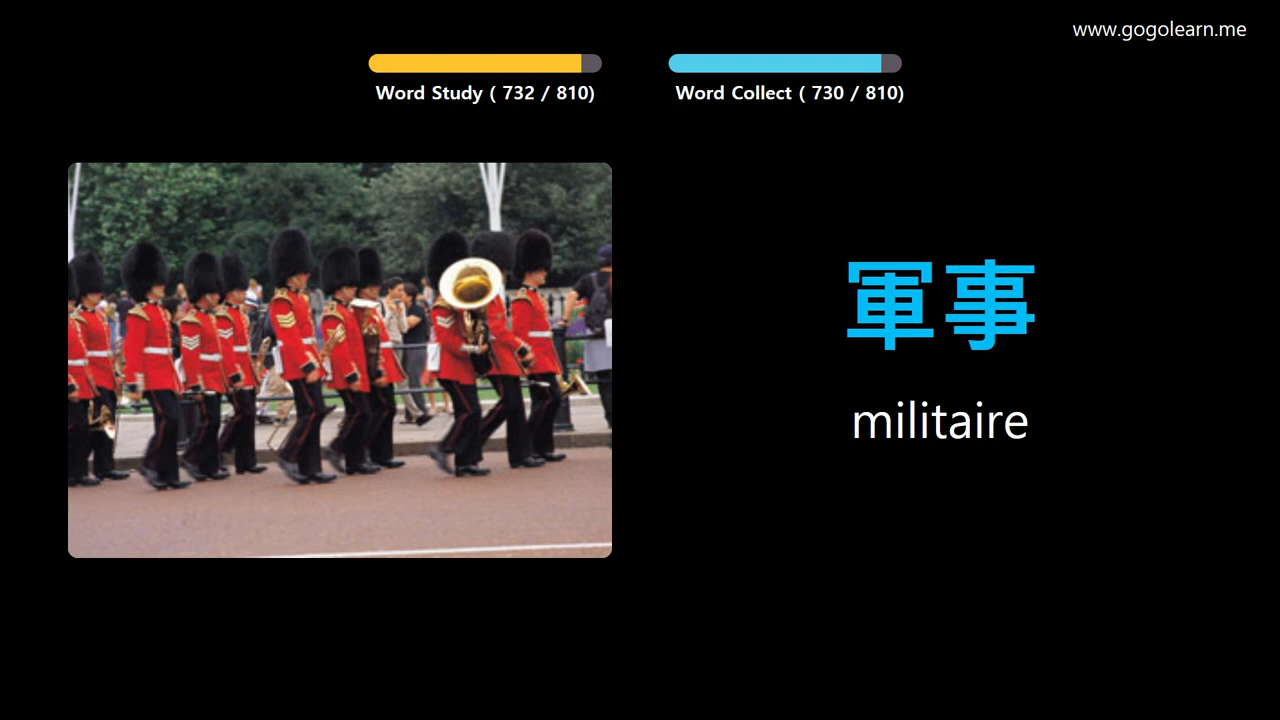 www.gogolearn.me
Word Study ( 732 / 810)
Word Collect ( 730 / 810)
軍事
militaire